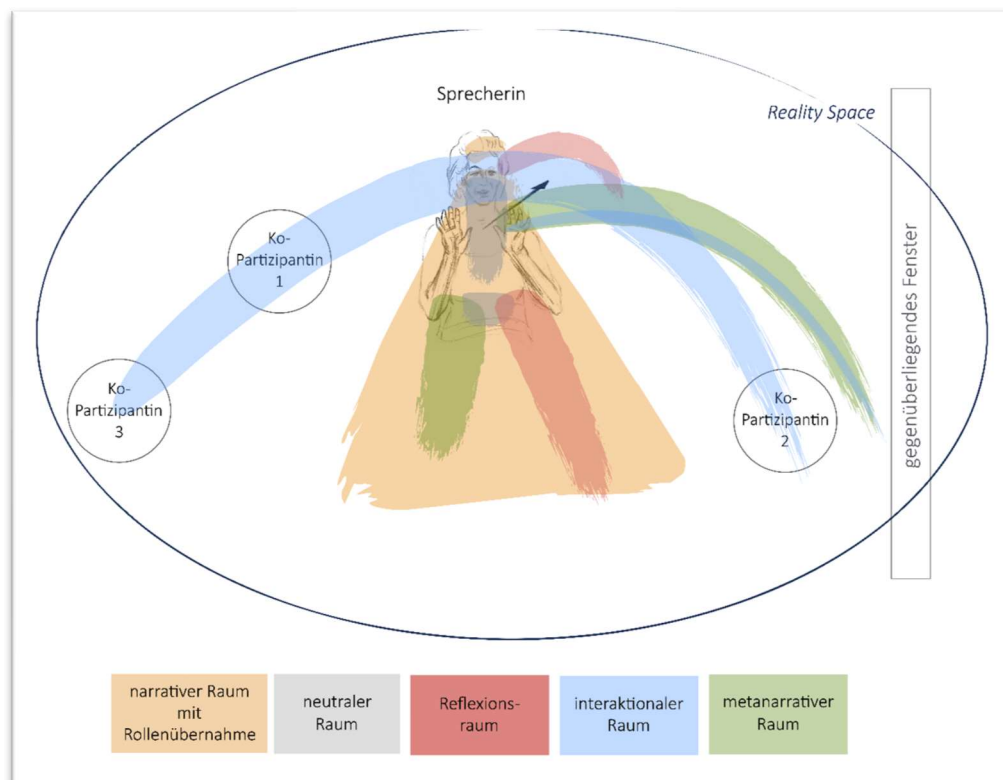 Sprecherin
Reality Space
Ko-
Partizipantin
1
gegenüberliegendes Fenster
Ko-
Partizipantin
3
Ko-
Partizipantin
2
narrativer Raum
mit
Rollenübernahme
neutraler
Raum
Reflexions-
raum
interaktionaler
Raum
metanarrativer
Raum